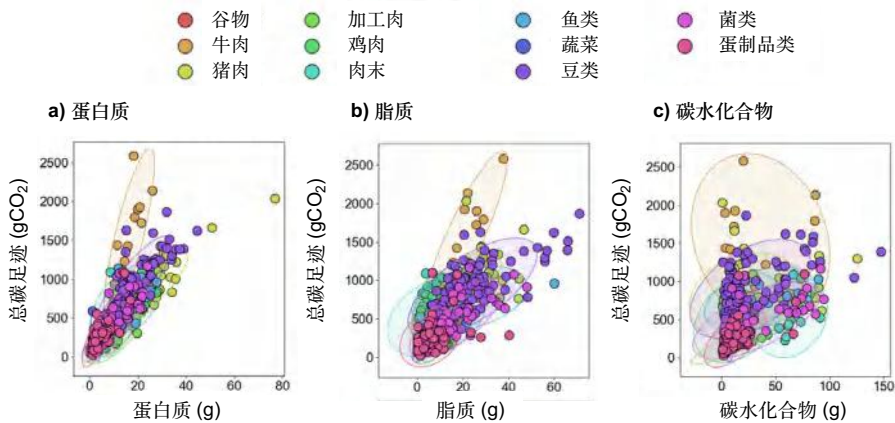 谷物 加工肉 鱼类 菌类
牛肉 鸡肉 蔬菜 蛋制品类
猪肉 肉末 豆类
a) 蛋白质 b) 脂质 c) 碳水化合物
总碳足迹 (gCO2)
2500
2000
1500
1000
500
0
0 20 40 60 80
蛋白质 (g)
总碳足迹 (gCO2)
2500
2000
1500
1000
500
0
0 20 40 60
脂质 (g)
总碳足迹 (gCO2)
2500
2000
1500
1000
500
0
0 50 100 150
碳水化合物 (g)